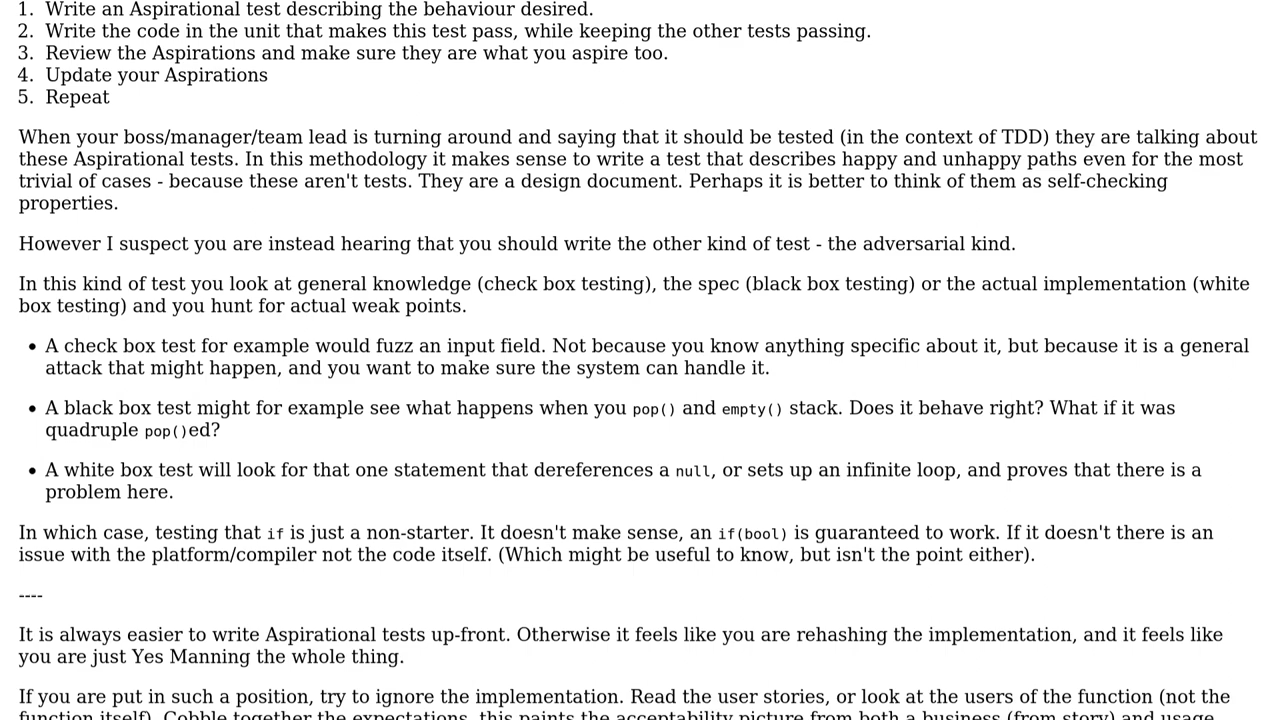 1. Write an Aspirational test describing the behaviour desired.
2. Write the code in the unit that makes this test pass, while keeping the other tests passing.
3. Review the Aspirations and make sure they are what you aspire too.
4. Update your Aspirations
5. Repeat
When your boss/manager/team lead is turning around and saying that it should be tested (in the context of TDD) they are talking about
these Aspirational tests. In this methodology it makes sense to write a test that describes happy and unhappy paths even for the most
trivial of cases - because these aren't tests. They are a design document. Perhaps it is better to think of them as self-checking
properties.
However I suspect you are instead hearing that you should write the other kind of test - the adversarial kind.
In this kind of test you look at general knowledge (check box testing), the spec (black box testing) or the actual implementation (white
box testing) and you hunt for actual weak points.
• A check box test for example would fuzz an input field. Not because you know anything specific about it, but because it is a general
attack that might happen, and you want to make sure the system can handle it.
• A black box test might for example see what happens when you pop() and empty() stack. Does it behave right? What if it was
quadruple pop()ed?
• A white box test will look for that one statement that dereferences a null, or sets up an infinite loop, and proves that there is a
problem here.
In which case, testing that if is just a non-starter. It doesn't make sense, an if(bool) is guaranteed to work. If it doesn't there is an
issue with the platform/compiler not the code itself. (Which might be useful to know, but isn't the point either).
----
It is always easier to write Aspirational tests up-front. Otherwise it feels like you are rehashing the implementation, and it feels like
you are just Yes Manning the whole thing.
If you are put in such a position, try to ignore the implementation. Read the user stories, or look at the users of the function (not the
function itself). Cobble together the expectations, this paints the acceptability picture from both a business (from story) and usage